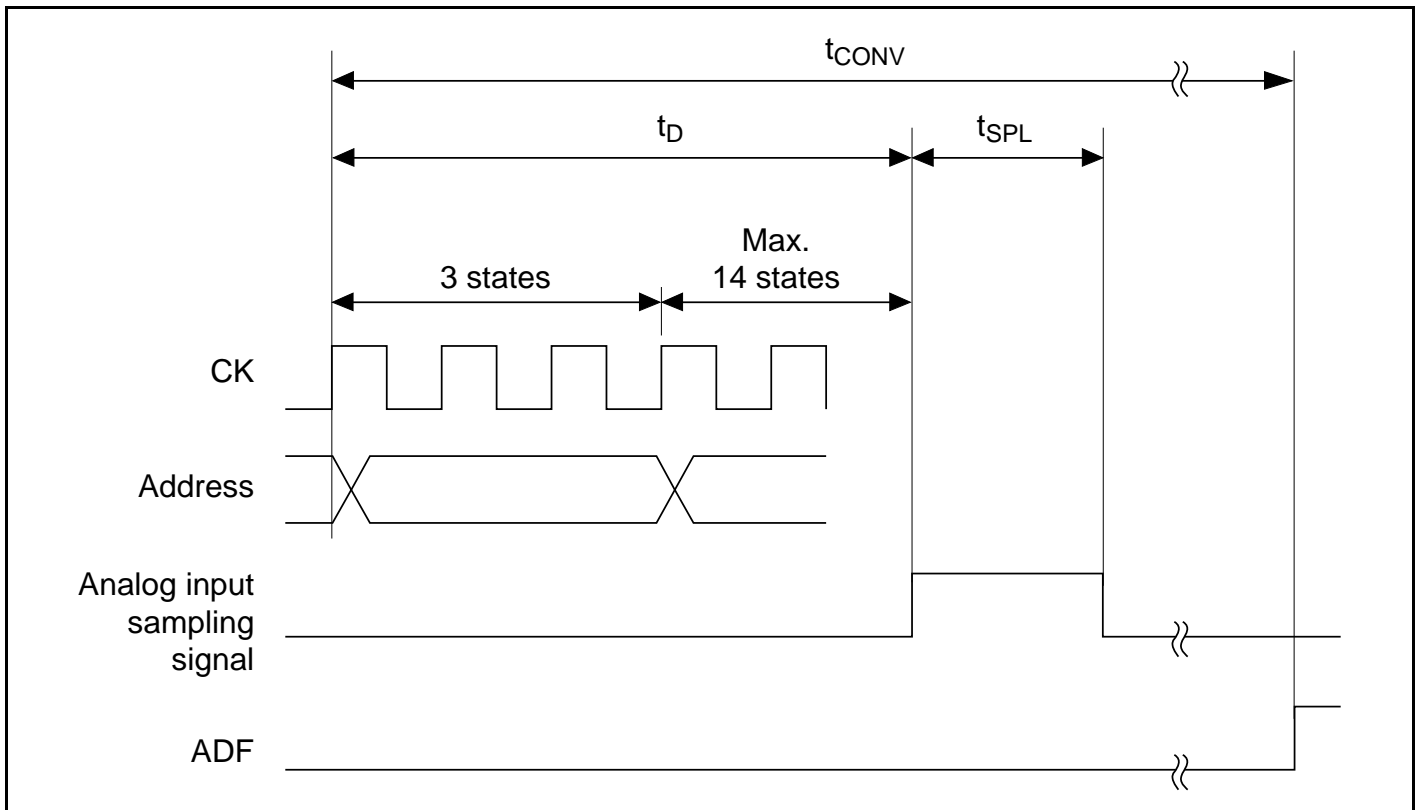 tCONV
tD
tSPL
Max.
3 states
14 states
CK
Address
Analog input
sampling
signal
ADF